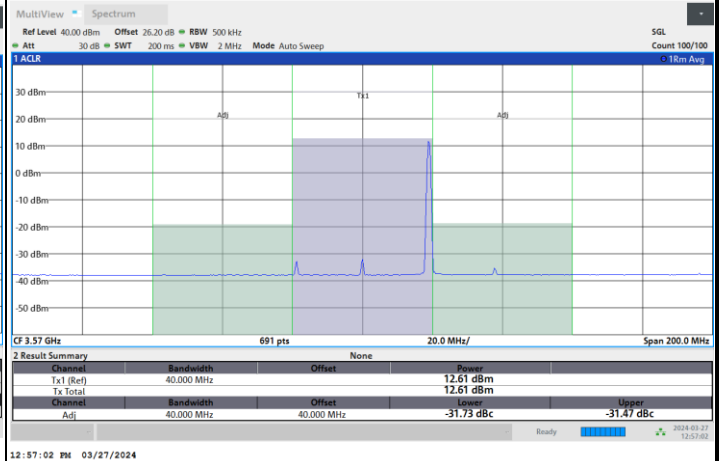 MultiView Spectrum
Ref Level 40.00 dBm Offset 26.20 dB RBW 500 kHz SGL
Att 30 dB SWT 200 ms VBW 2 MHz Mode Auto Sweep Count 100/100
1 ACLR 1Rm Avg
Tx1
Adj Adj
30 dBm
20 dBm
10 dBm
0 dBm
-10 dBm
-20 dBm
-30 dBm
-40 dBm
-50 dBm
CF 3.57 GHz 691 pts 20.0 MHz/ Span 200.0 MHz
2 Result Summary None
Channel Bandwidth Offset Power
Tx1 (Ref) 40.000 MHz 12.61 dBm
Tx Total 12.61 dBm
Channel Bandwidth Offset Lower Upper
Adj 40.000 MHz 40.000 MHz -31.73 dBc -31.47 dBc
Ready 2024-03-27
12:57:02
12:57:02 PM 03/27/2024